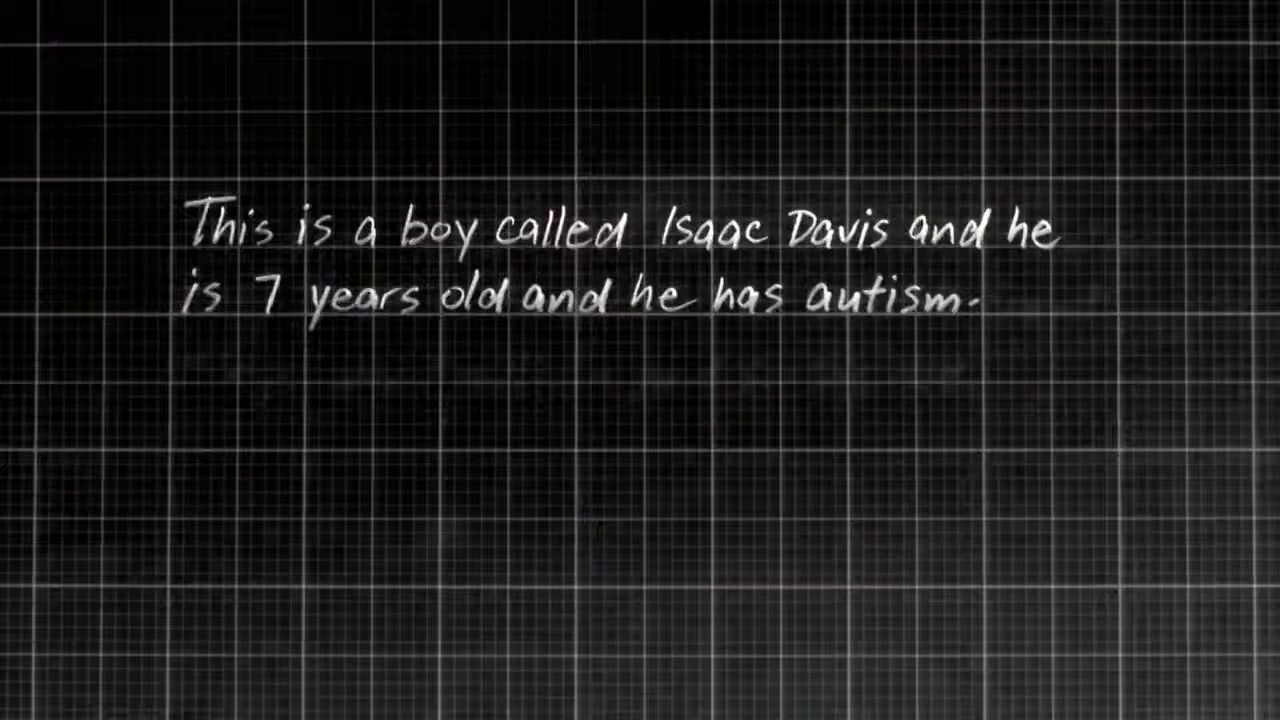 This is a boy called Isaac Davis and he
is 7 years old and he has autism.